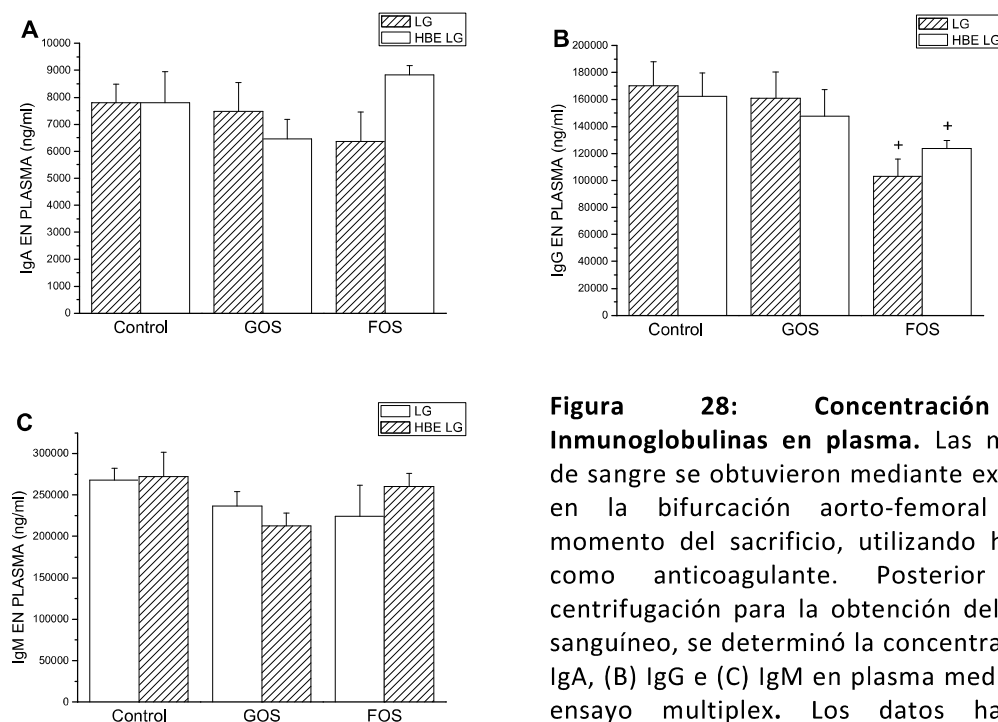 A
LG
HBE LG
10000
9000
8000
7000
6000
5000
4000
3000
2000
1000
0
IgA EN PLASMA (ng/ml)
Control GOS FOS
B
LG
HBE LG
200000
180000
160000
140000
120000
100000
80000
60000
40000
20000
0
IgG EN PLASMA (ng/ml)
+ +
Control GOS FOS
C
LG
HBE LG
300000
250000
200000
150000
100000
50000
0
IgM EN PLASMA (ng/ml)
Control GOS FOS
Figura 28: Concentración
Inmunoglobulinas en plasma. Las
de sangre se obtuvieron mediante ex
en la bifurcación aorto-femoral
momento del sacrificio, utilizando h
como anticoagulante. Posterior
centrifugación para la obtención del
sanguíneo, se determinó la concentra
IgA, (B) IgG e (C) IgM en plasma med
ensayo multiplex. Los datos ha